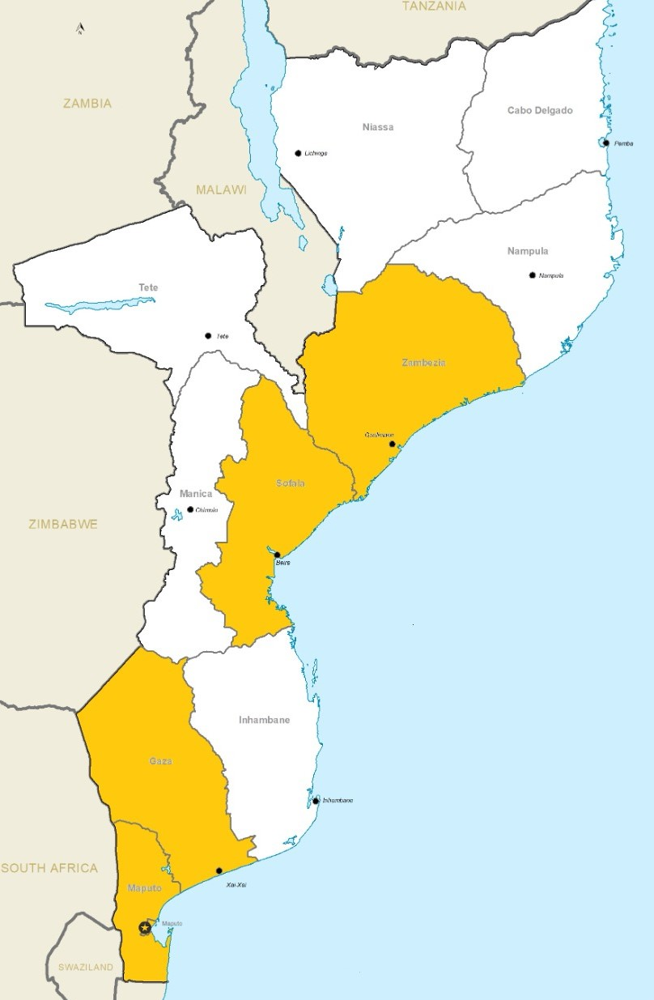 TANZANIA
N
ZAMBIA
Cabo Delgado
Niassa
Pemba
Lichinga
MALAWI
Nampula
Nampula
Tete
Tete
Zambezia
Quelimane
Sofala
Manica
Chimoio
ZIMBABWE
Beira
Inhambane
Gaza
Inhambane
SOUTH AFRICA
Xai-Xai
Maputo
Maputo
SWAZILAND